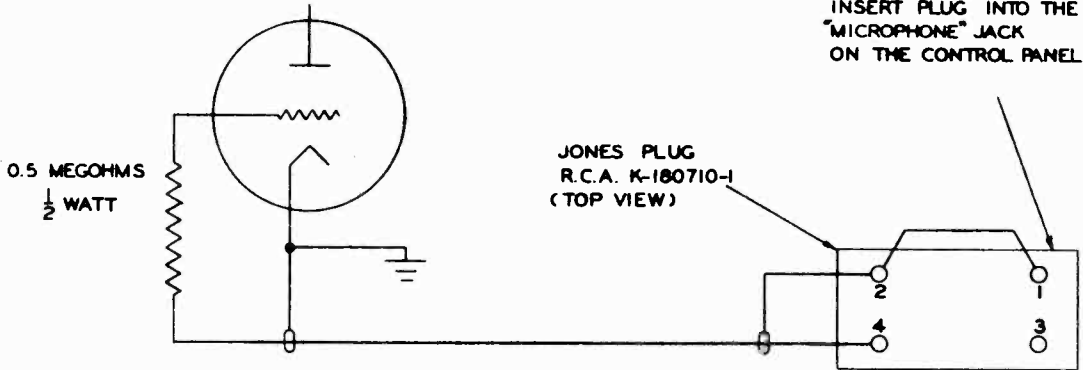 INSERT PLUG INTO THE
"MICROPHONE" JACK
ON THE CONTROL PANEL
0.5 MEGOHMS
1/2 WATT
JONES PLUG
R.C.A. K-180710-1
(TOP VIEW)
2
1
4
3